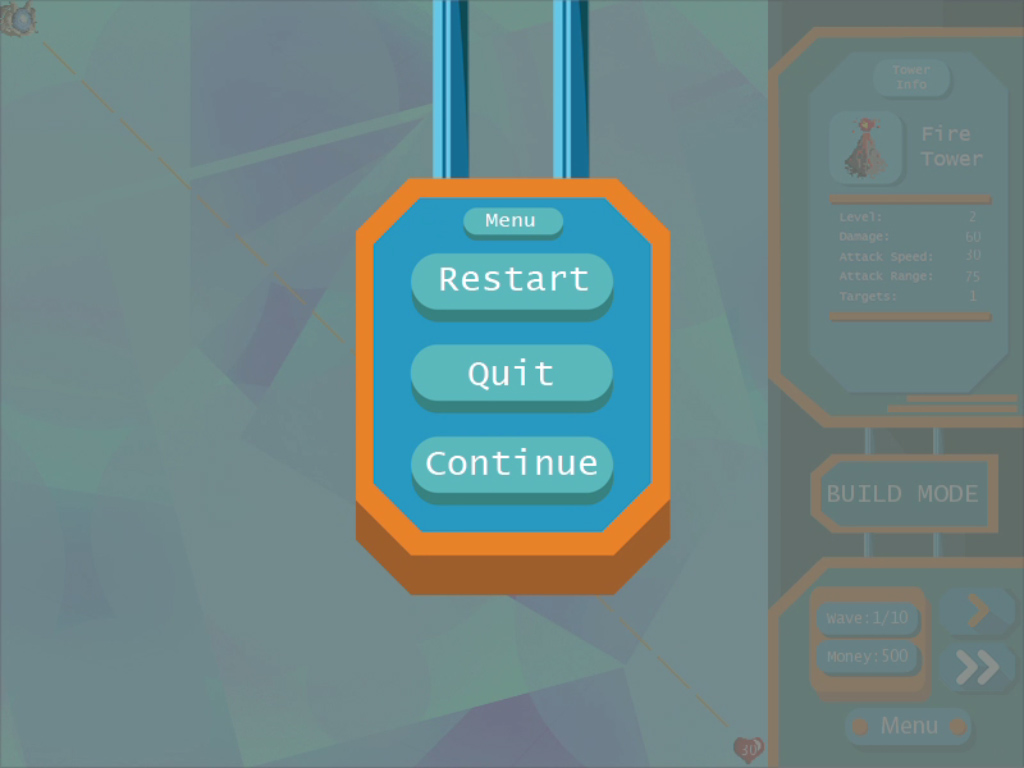 Menu
Restart
Quit
Continue
Tower
Info
Fire
Tower
Level: 2
Damage: 60
Attack Speed: 30
Attack Range: 75
Targets: 1
BUILD MODE
Wave:1/10
Money:500
Menu
30